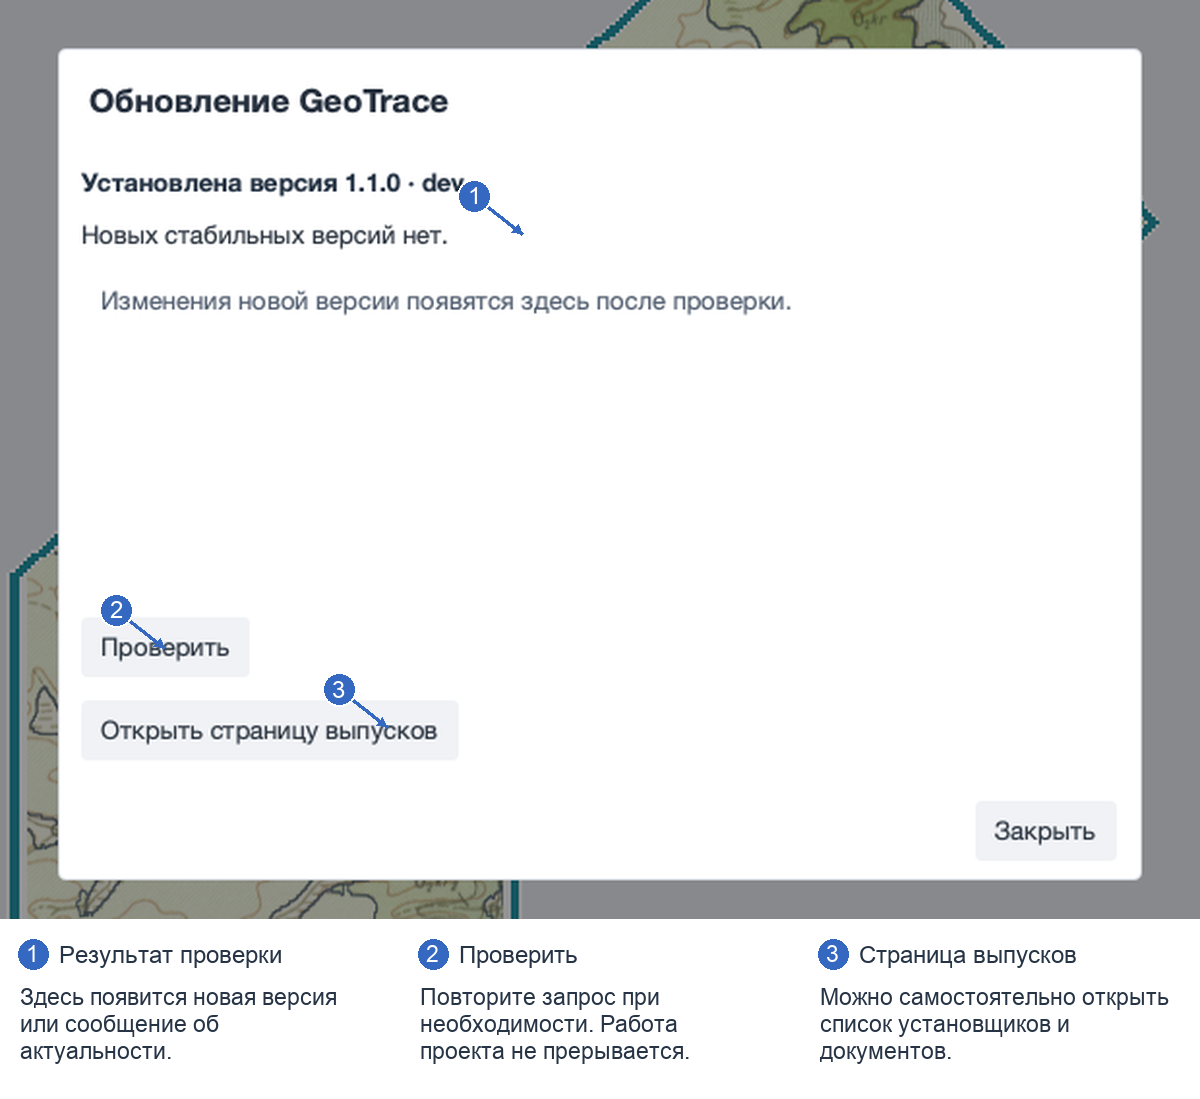 Обновление GeoTrace
Установлена версия 1.1.0 · dev
1
Новых стабильных версий нет.
Изменения новой версии появятся здесь после проверки.
2
Проверить
3
Открыть страницу выпусков
Закрыть
1 Результат проверки
Здесь появится новая версия
или сообщение об
актуальности.
2 Проверить
Повторите запрос при
необходимости. Работа
проекта не прерывается.
3 Страница выпусков
Можно самостоятельно открыть
список установщиков и
документов.